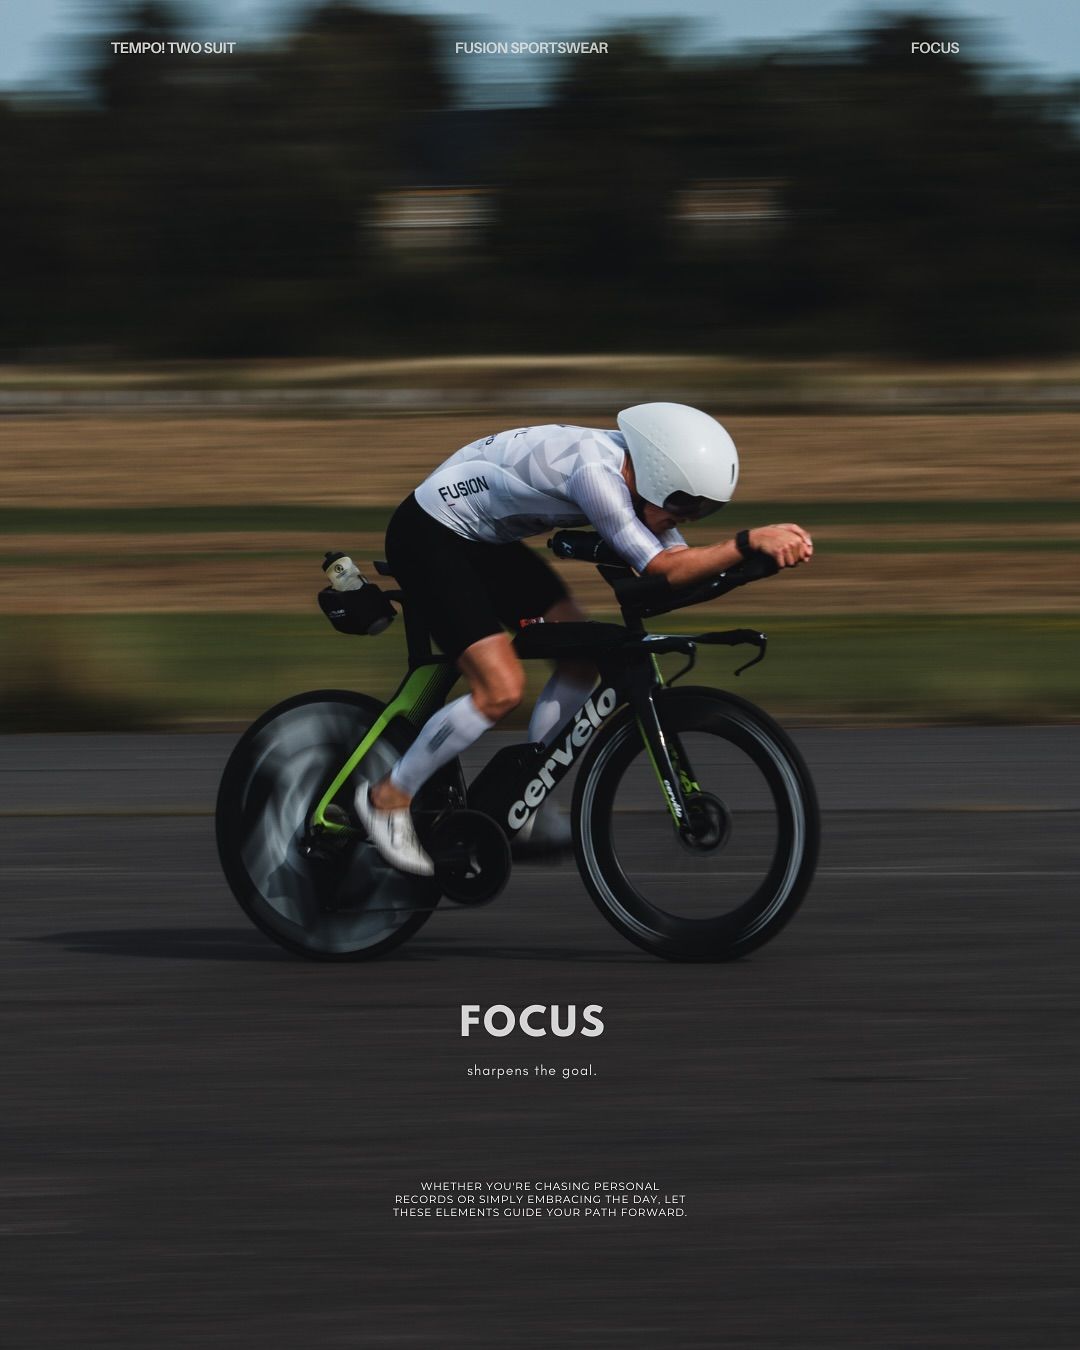 TEMPO! TWO SUIT
FUSION SPORTSWEAR
FOCUS
FUSION
cervélo
cervélo
FOCUS
sharpens the goal.
WHETHER YOU'RE CHASING PERSONAL
RECORDS OR SIMPLY EMBRACING THE DAY, LET
THESE ELEMENTS GUIDE YOUR PATH FORWARD.